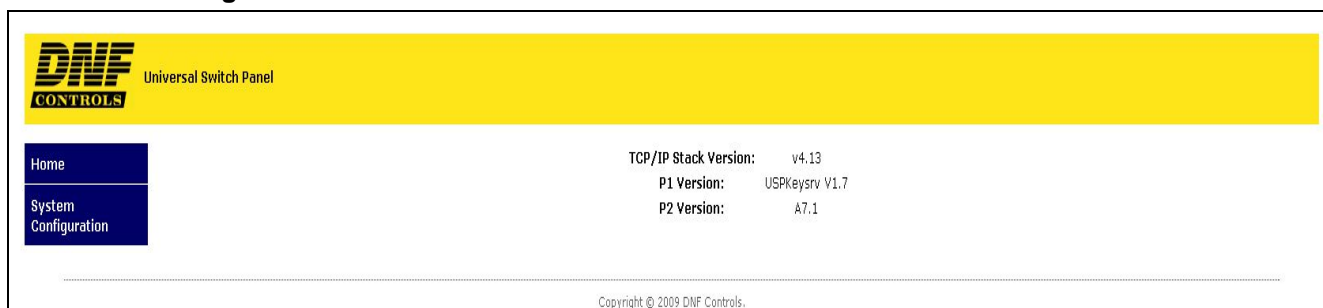 DNF
CONTROLS
Universal Switch Panel
Home
System
Configuration
TCP/IP Stack Version: v4.13
P1 Version: USPKeysrv V1.7
P2 Version: A7.1
Copyright © 2009 DNF Controls.